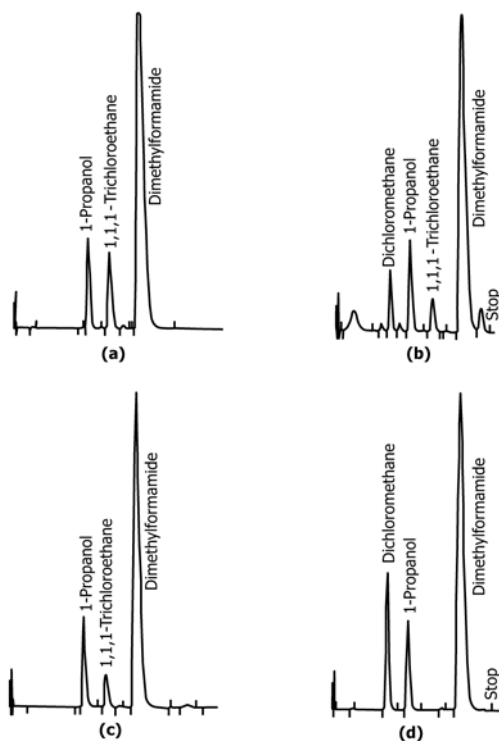 1-Propanol
1,1,1-Trichloroethane
Dimethylformamide
(a)
Dichloromethane
1-Propanol
1,1,1-Trichloroethane
Dimethylformamide
Stop
(b)
1-Propanol
1,1,1-Trichloroethane
Dimethylformamide
(c)
Dichloromethane
1-Propanol
Dimethylformamide
Stop
(d)